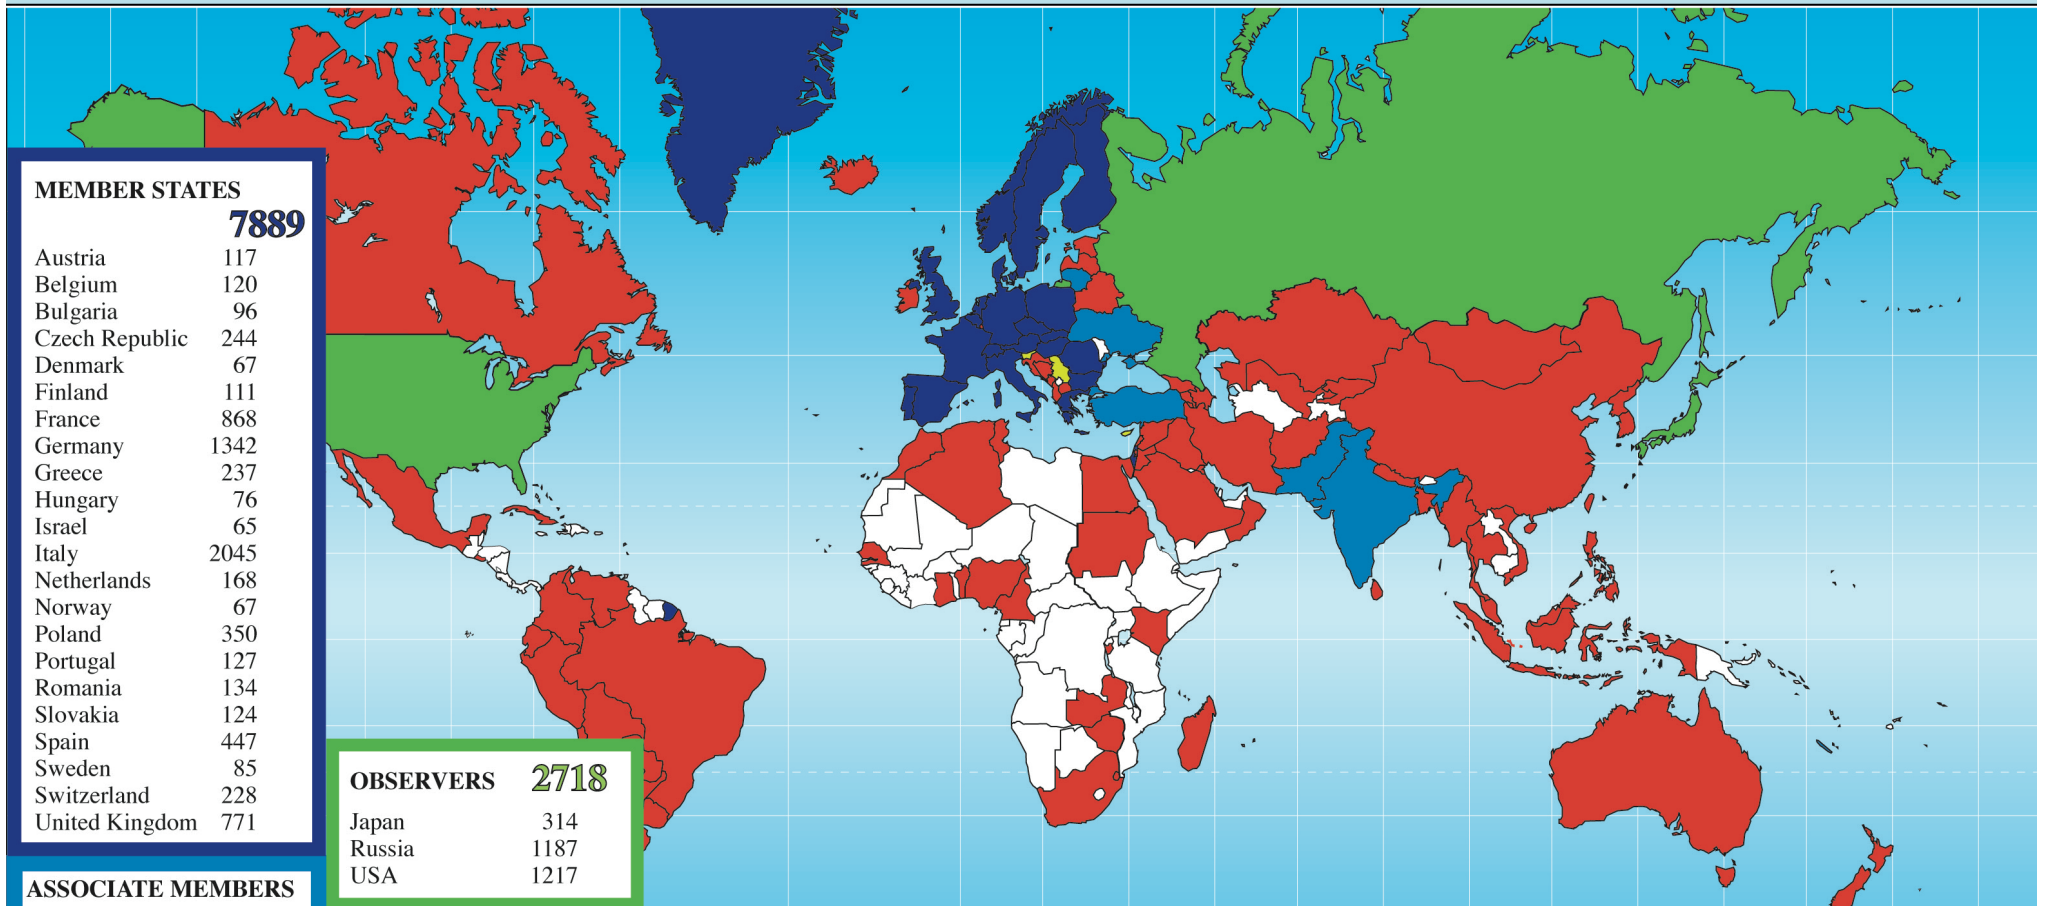 MEMBER STATES
7889
Austria 117
Belgium 120
Bulgaria 96
Czech Republic 244
Denmark 67
Finland 111
France 868
Germany 1342
Greece 237
Hungary 76
Israel 65
Italy 2045
Netherlands 168
Norway 67
Poland 350
Portugal 127
Romania 134
Slovakia 124
Spain 447
Sweden 85
Switzerland 228
United Kingdom 771
ASSOCIATE MEMBERS
OBSERVERS 2718
Japan 314
Russia 1187
USA 1217